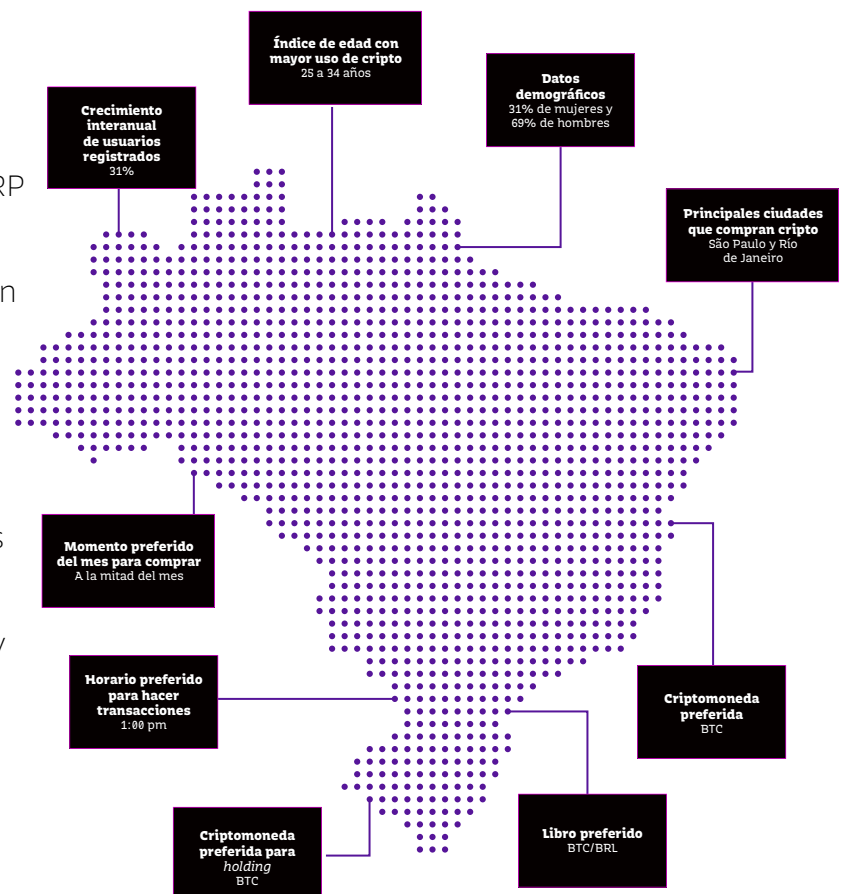 Índice de edad con
mayor uso de cripto
25 a 34 años
Datos
demográficos
31% de mujeres y
69% de hombres
Crecimiento
interanual
de usuarios
registrados
31%
RP
Principales ciudades
que compran cripto
São Paulo y Río
de Janeiro
n
s
Momento preferido
del mes para comprar
A la mitad del mes
y
Horario preferido
para hacer
transacciones
1:00 pm
Criptomoneda
preferida
BTC
Libro preferido
BTC/BRL
Criptomoneda
preferida para
holding
BTC